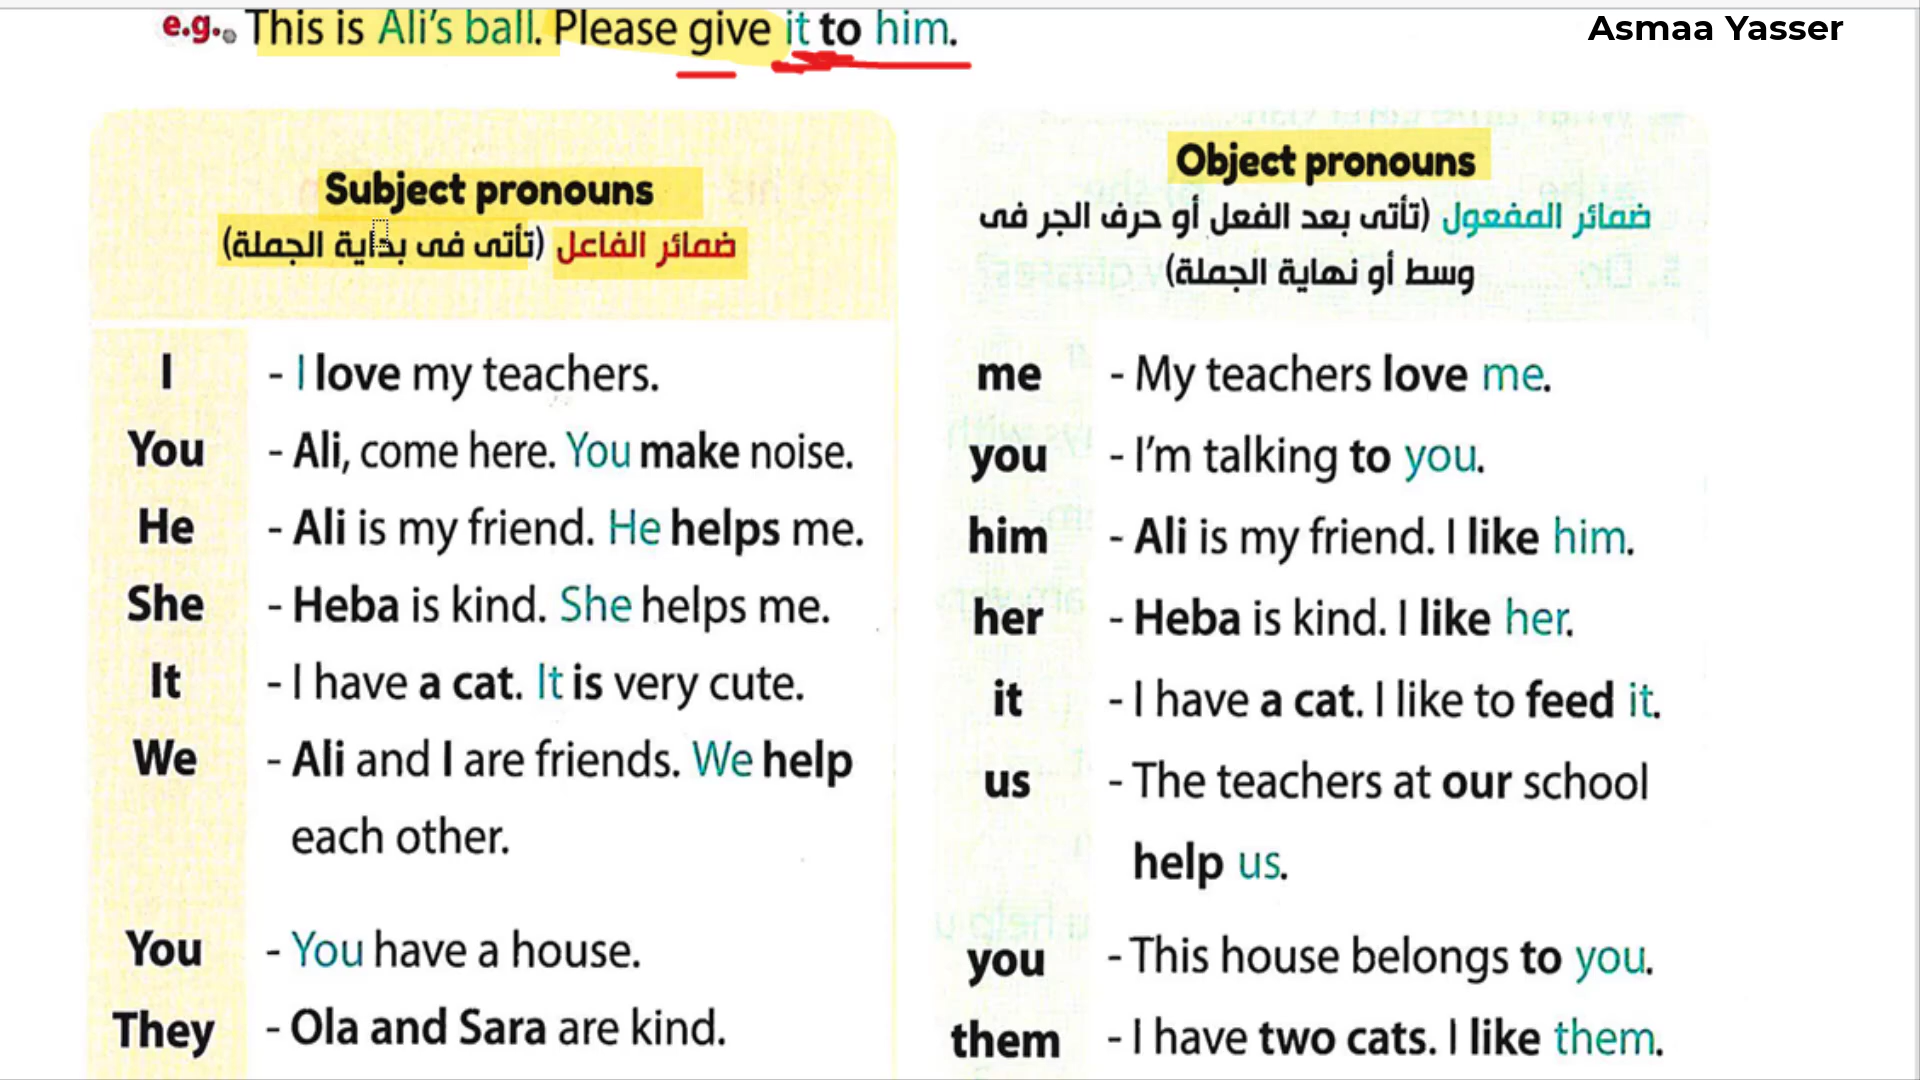 e.g. This is Ali's ball. Please give it to him.
Asmaa Yasser
Subject pronouns
ضمائر الفاعل (تأتى فى بداية الجملة)
I - I love my teachers.
You - Ali, come here. You make noise.
He - Ali is my friend. He helps me.
She - Heba is kind. She helps me.
It - I have a cat. It is very cute.
We - Ali and I are friends. We help
each other.
You - You have a house.
They - Ola and Sara are kind.
Object pronouns
ضمائر المفعول (تأتى بعد الفعل أو حرف الجر فى
وسط أو نهاية الجملة)
me - My teachers love me.
you - I'm talking to you.
him - Ali is my friend. I like him.
her - Heba is kind. I like her.
it - I have a cat. I like to feed it.
us - The teachers at our school
help us.
you - This house belongs to you.
them - I have two cats. I like them.